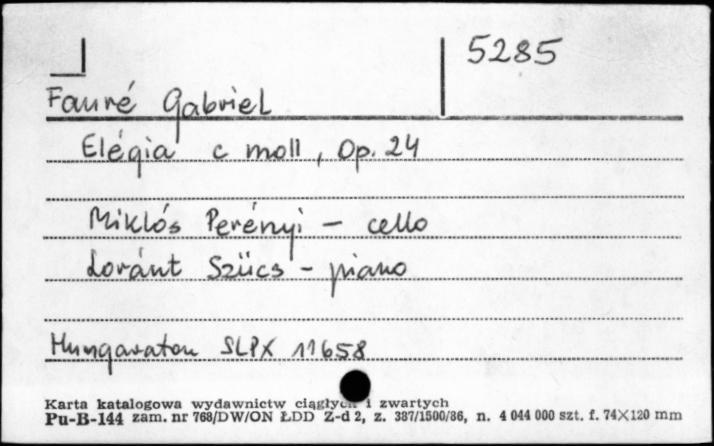 5285
Fauré Gabriel
Elégia c moll, Op. 24
Miklós Perényi – cello
Loránt Szücs – piano
Hungaraton SLPX 11658
Karta katalogowa wydawnictw ciągłych i zwartych
Pu-B-144 zam. nr 768/DW/ON ŁDD Z-d 2, z. 387/1500/86, n. 4 044 000 szt. f. 74×120 mm